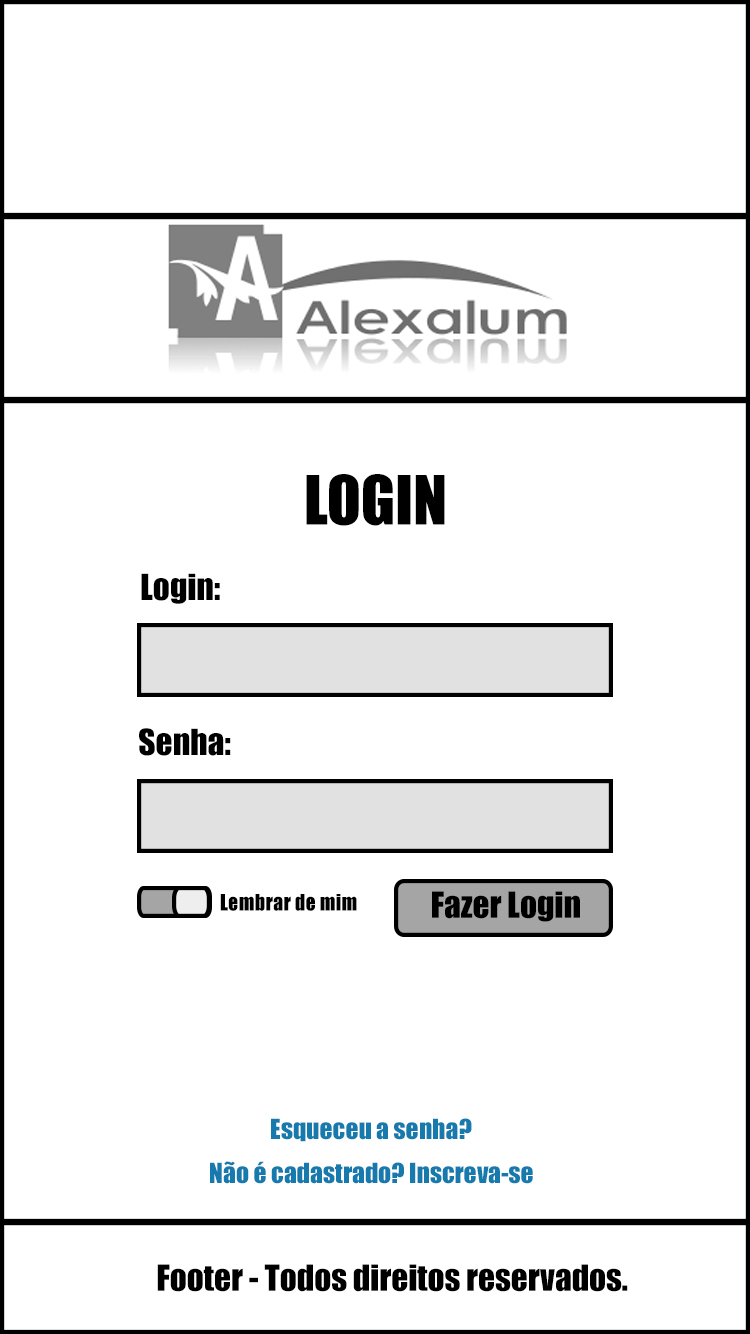 A
Alexalum
LOGIN
Login:
Senha:
Lembrar de mim
Fazer Login
Esqueceu a senha?
Não é cadastrado? Inscreva-se
Footer - Todos direitos reservados.